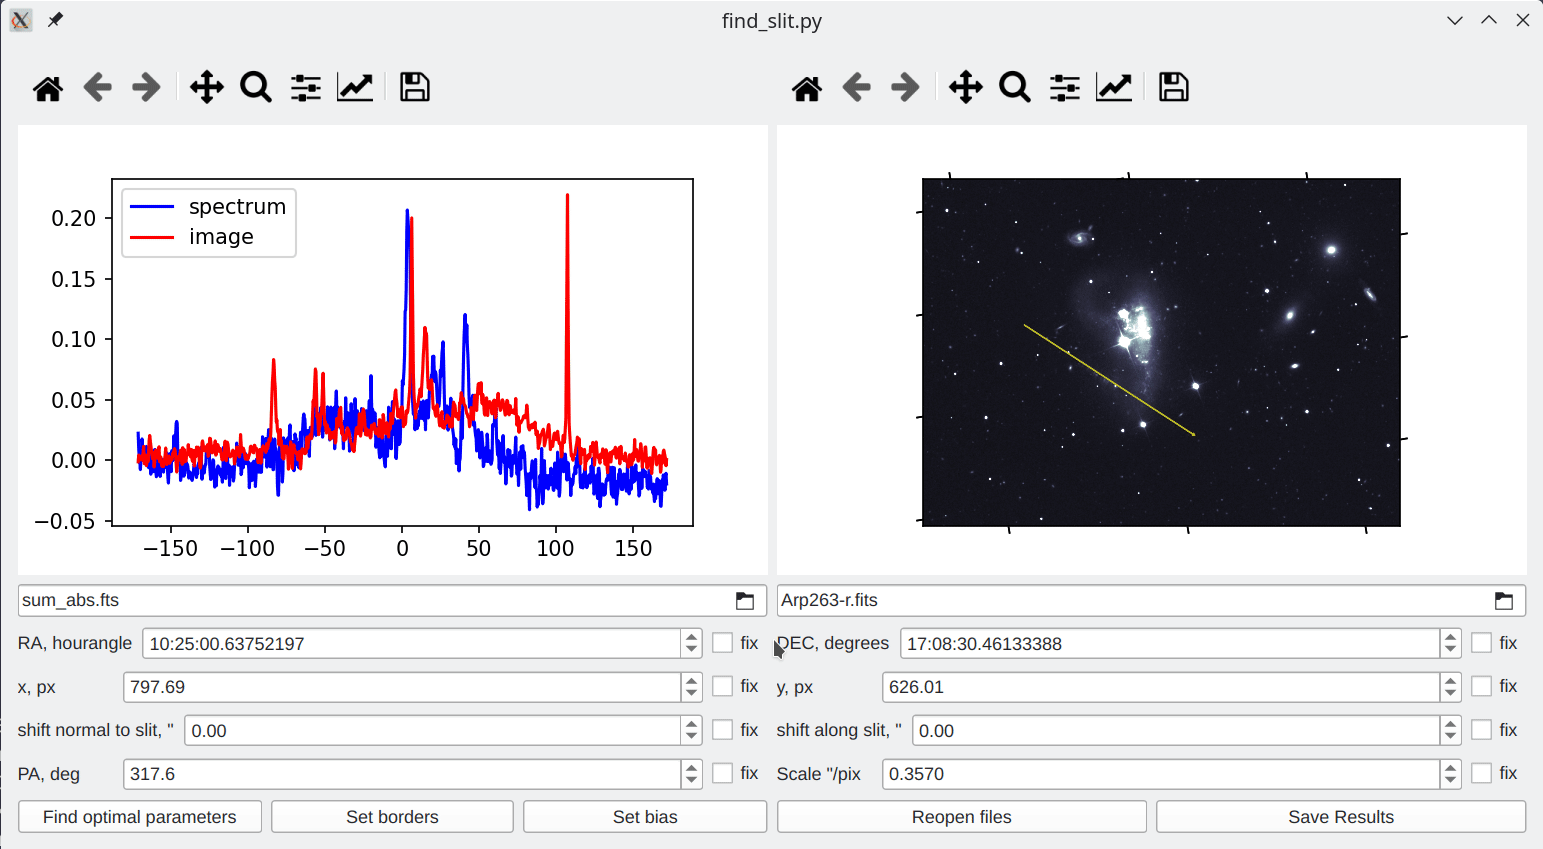 find_slit.py
spectrum
image
0.20
0.15
0.10
0.05
0.00
−0.05
−150 −100 −50 0 50 100 150
sum_abs.fts
Arp263-r.fits
RA, hourangle 10:25:00.63752197 fix
DEC, degrees 17:08:30.46133388 fix
x, px 797.69 fix
y, px 626.01 fix
shift normal to slit, " 0.00 fix
shift along slit, " 0.00 fix
PA, deg 317.6 fix
Scale "/pix 0.3570 fix
Find optimal parameters Set borders Set bias Reopen files Save Results